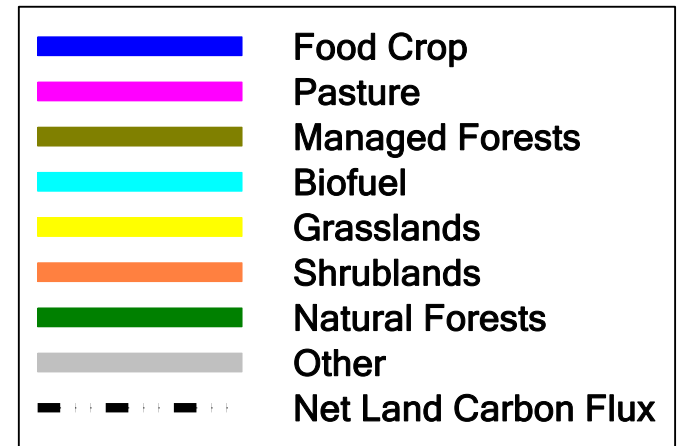 Food Crop
Pasture
Managed Forests
Biofuel
Grasslands
Shrublands
Natural Forests
Other
Net Land Carbon Flux